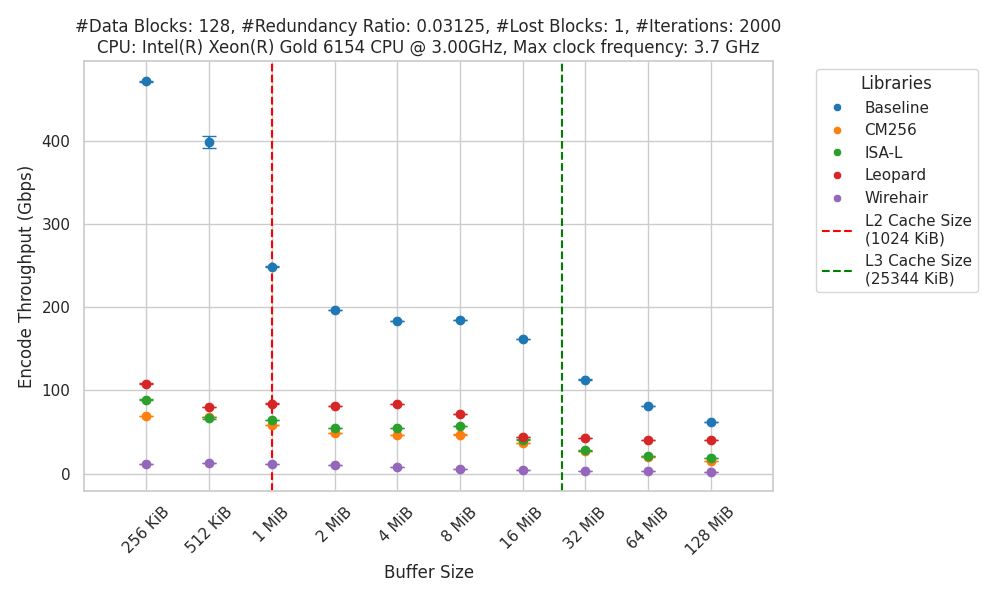 #Data Blocks: 128, #Redundancy Ratio: 0.03125, #Lost Blocks: 1, #Iterations: 2000
CPU: Intel(R) Xeon(R) Gold 6154 CPU @ 3.00GHz, Max clock frequency: 3.7 GHz
Encode Throughput (Gbps)
400
300
200
100
0
256 KiB
512 KiB
1 MiB
2 MiB
4 MiB
8 MiB
16 MiB
32 MiB
64 MiB
128 MiB
Buffer Size
Libraries
Baseline
CM256
ISA-L
Leopard
Wirehair
L2 Cache Size
(1024 KiB)
L3 Cache Size
(25344 KiB)